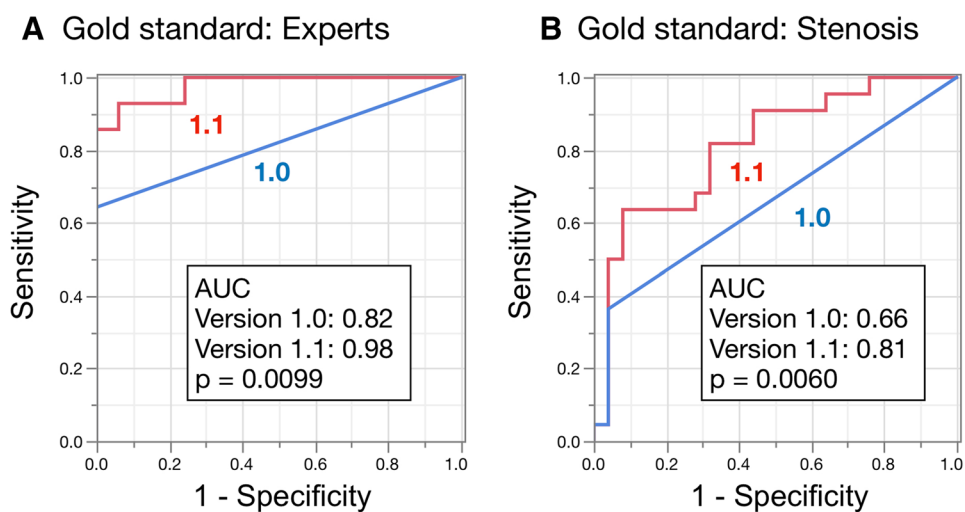 A Gold standard: Experts
1.0
0.8
0.6
0.4
0.2
0.0
Sensitivity
1.1
1.0
AUC
Version 1.0: 0.82
Version 1.1: 0.98
p = 0.0099
0.0 0.2 0.4 0.6 0.8 1.0
1 - Specificity
B Gold standard: Stenosis
1.0
0.8
0.6
0.4
0.2
0.0
Sensitivity
1.1
1.0
AUC
Version 1.0: 0.66
Version 1.1: 0.81
p = 0.0060
0.0 0.2 0.4 0.6 0.8 1.0
1 - Specificity